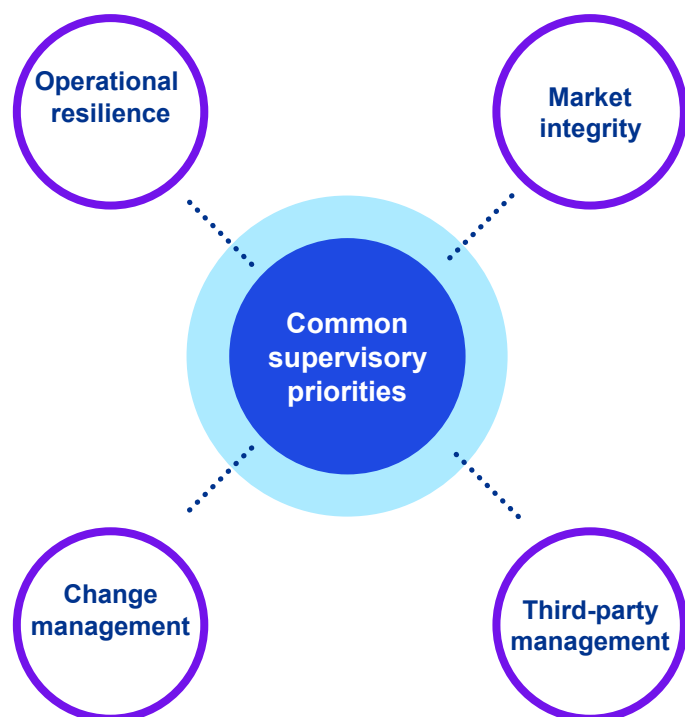 Operational
resilience
Market
integrity
Common
supervisory
priorities
Change
management
Third-party
management